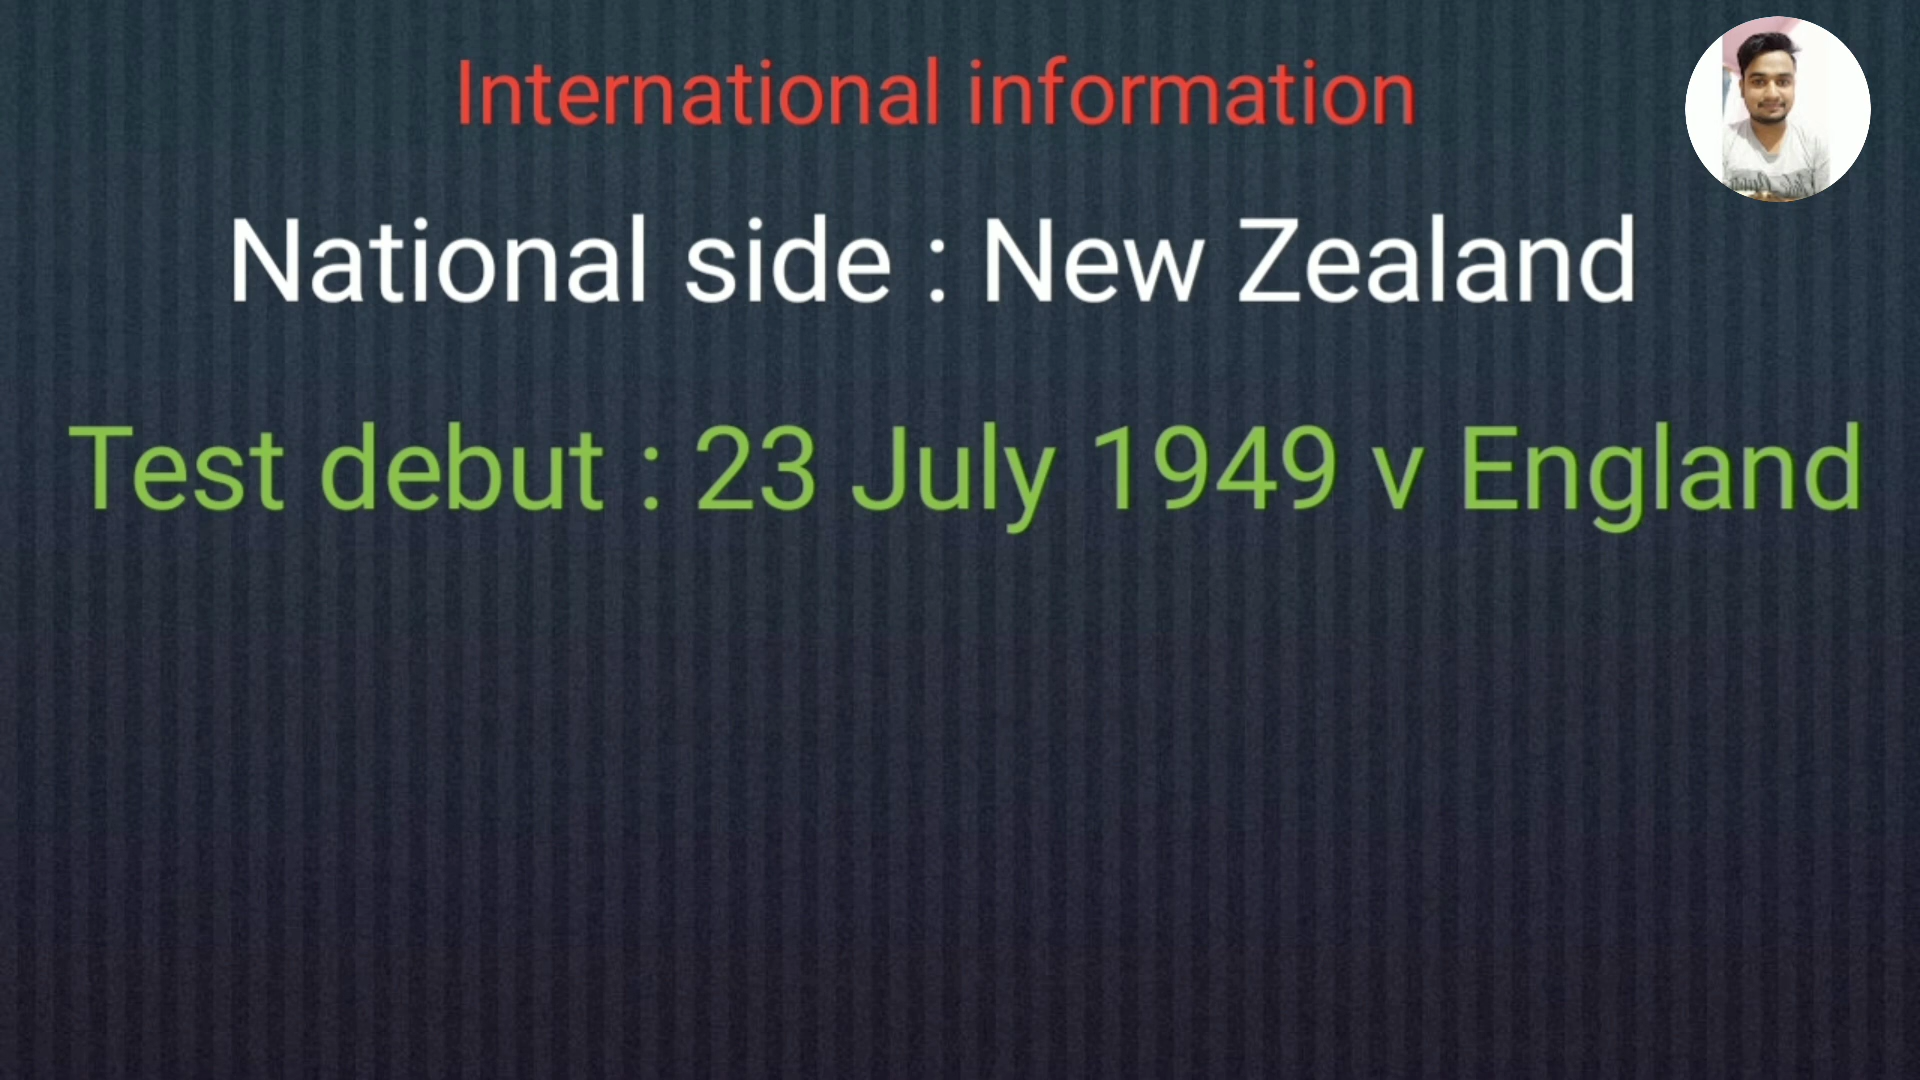 International information
National side : New Zealand
Test debut : 23 July 1949 v England